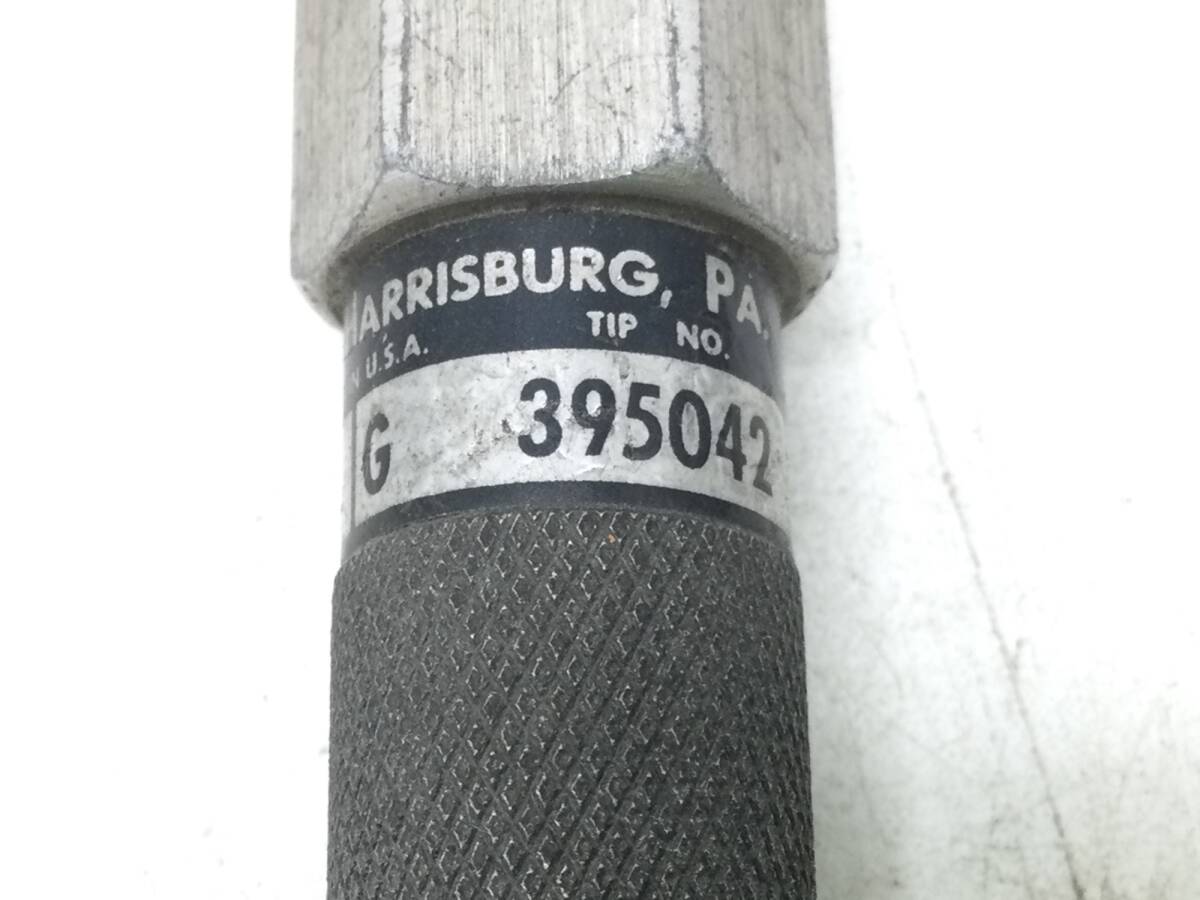 HARRISBURG, PA.
N U.S.A. TIP NO.
G 395042